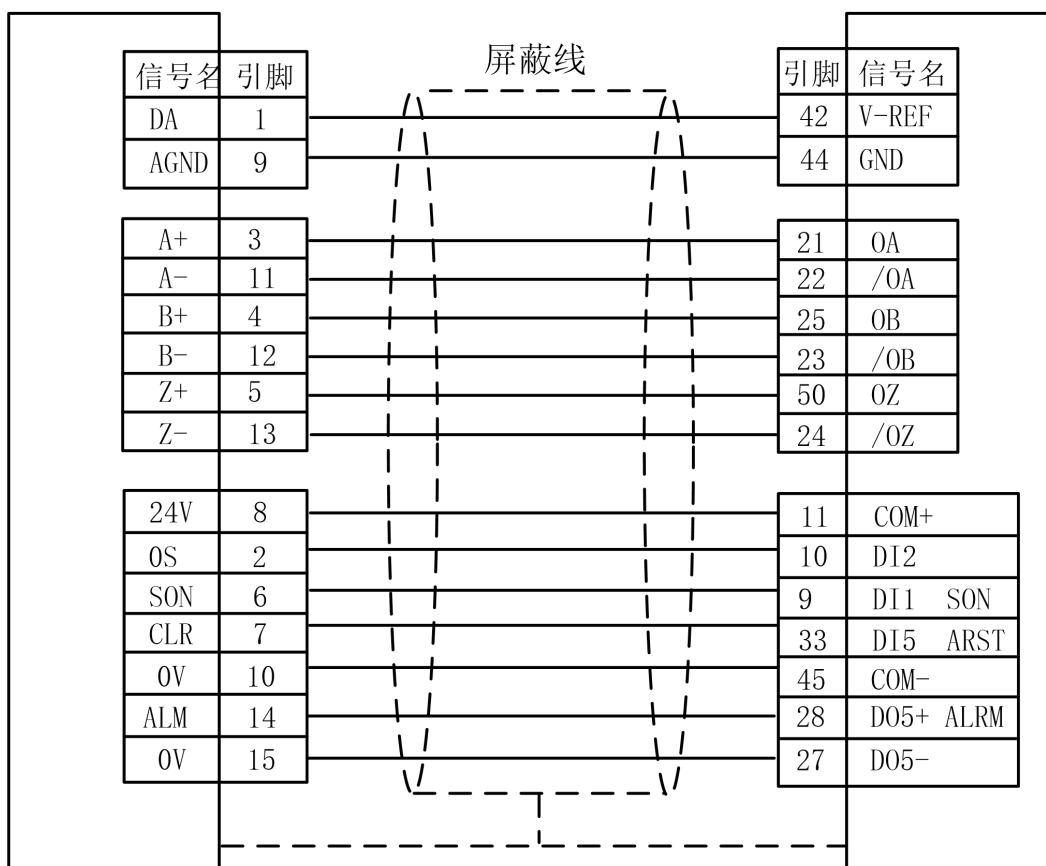 屏蔽线
信号名 引脚 引脚 信号名
DA 1 42 V-REF
AGND 9 44 GND
A+ 3 21 OA
A- 11 22 /OA
B+ 4 25 OB
B- 12 23 /OB
Z+ 5 50 OZ
Z- 13 24 /OZ
24V 8 11 COM+
OS 2 10 DI2
SON 6 9 DI1 SON
CLR 7 33 DI5 ARST
0V 10 45 COM-
ALM 14 28 DO5+ ALRM
0V 15 27 DO5-